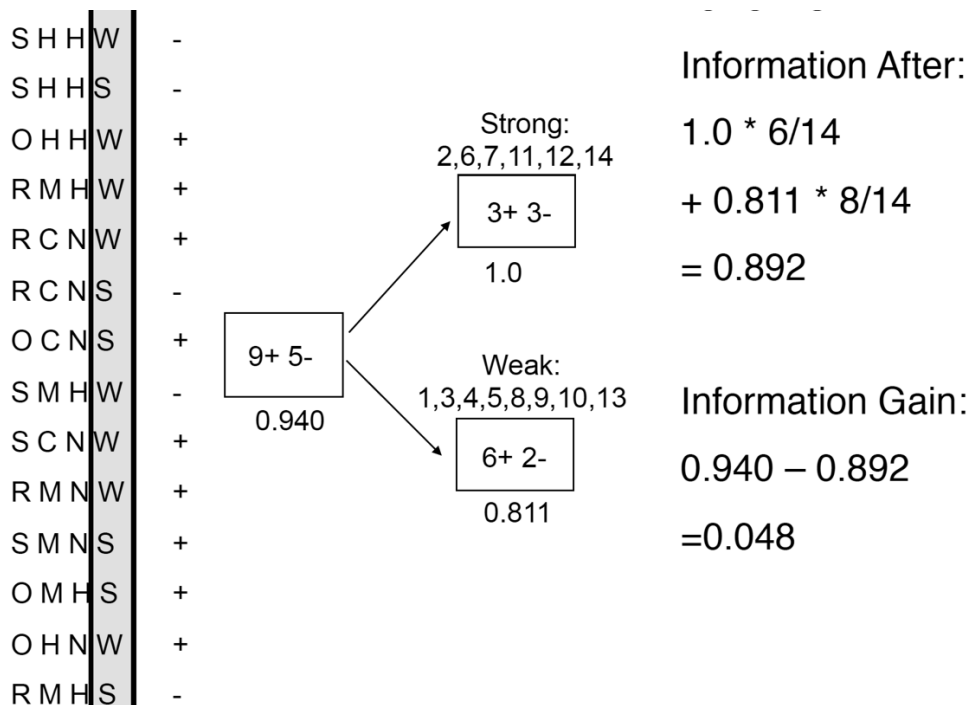 S H H W -
S H H S -
O H H W +
R M H W +
R C N W +
R C N S -
O C N S +
S M H W -
S C N W +
R M N W +
S M N S +
O M H S +
O H N W +
R M H S -
9+ 5-
0.940
Strong:
2,6,7,11,12,14
3+ 3-
1.0
Weak:
1,3,4,5,8,9,10,13
6+ 2-
0.811
Information After:
1.0 * 6/14
+ 0.811 * 8/14
= 0.892
Information Gain:
0.940 – 0.892
=0.048